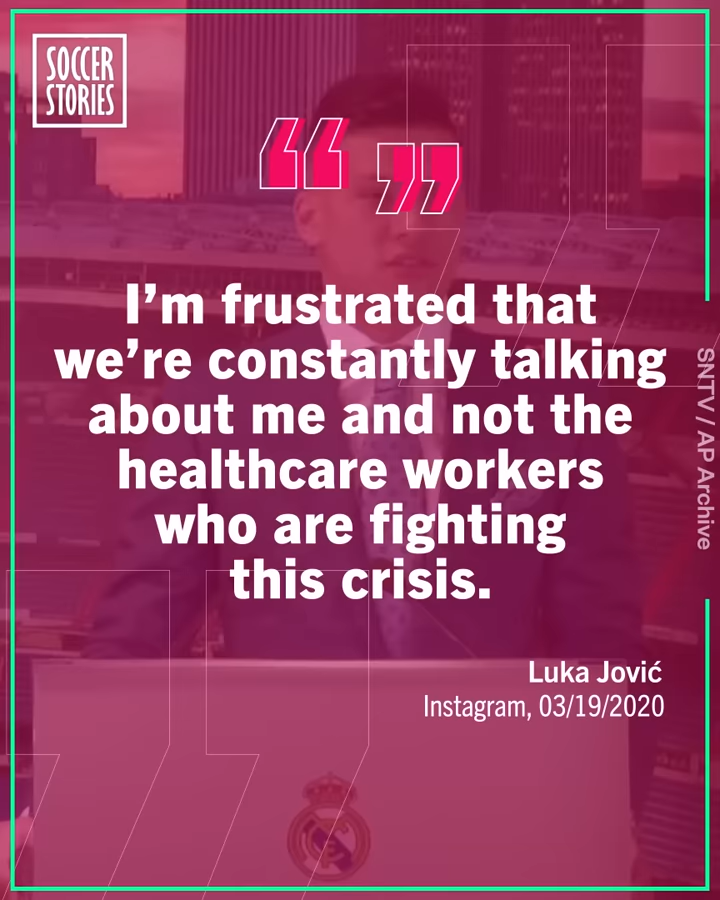 SOCCER
STORIES
“ ”
I’m frustrated that
we’re constantly talking
about me and not the
healthcare workers
who are fighting
this crisis.
Luka Jović
Instagram, 03/19/2020
SNTV / AP Archive